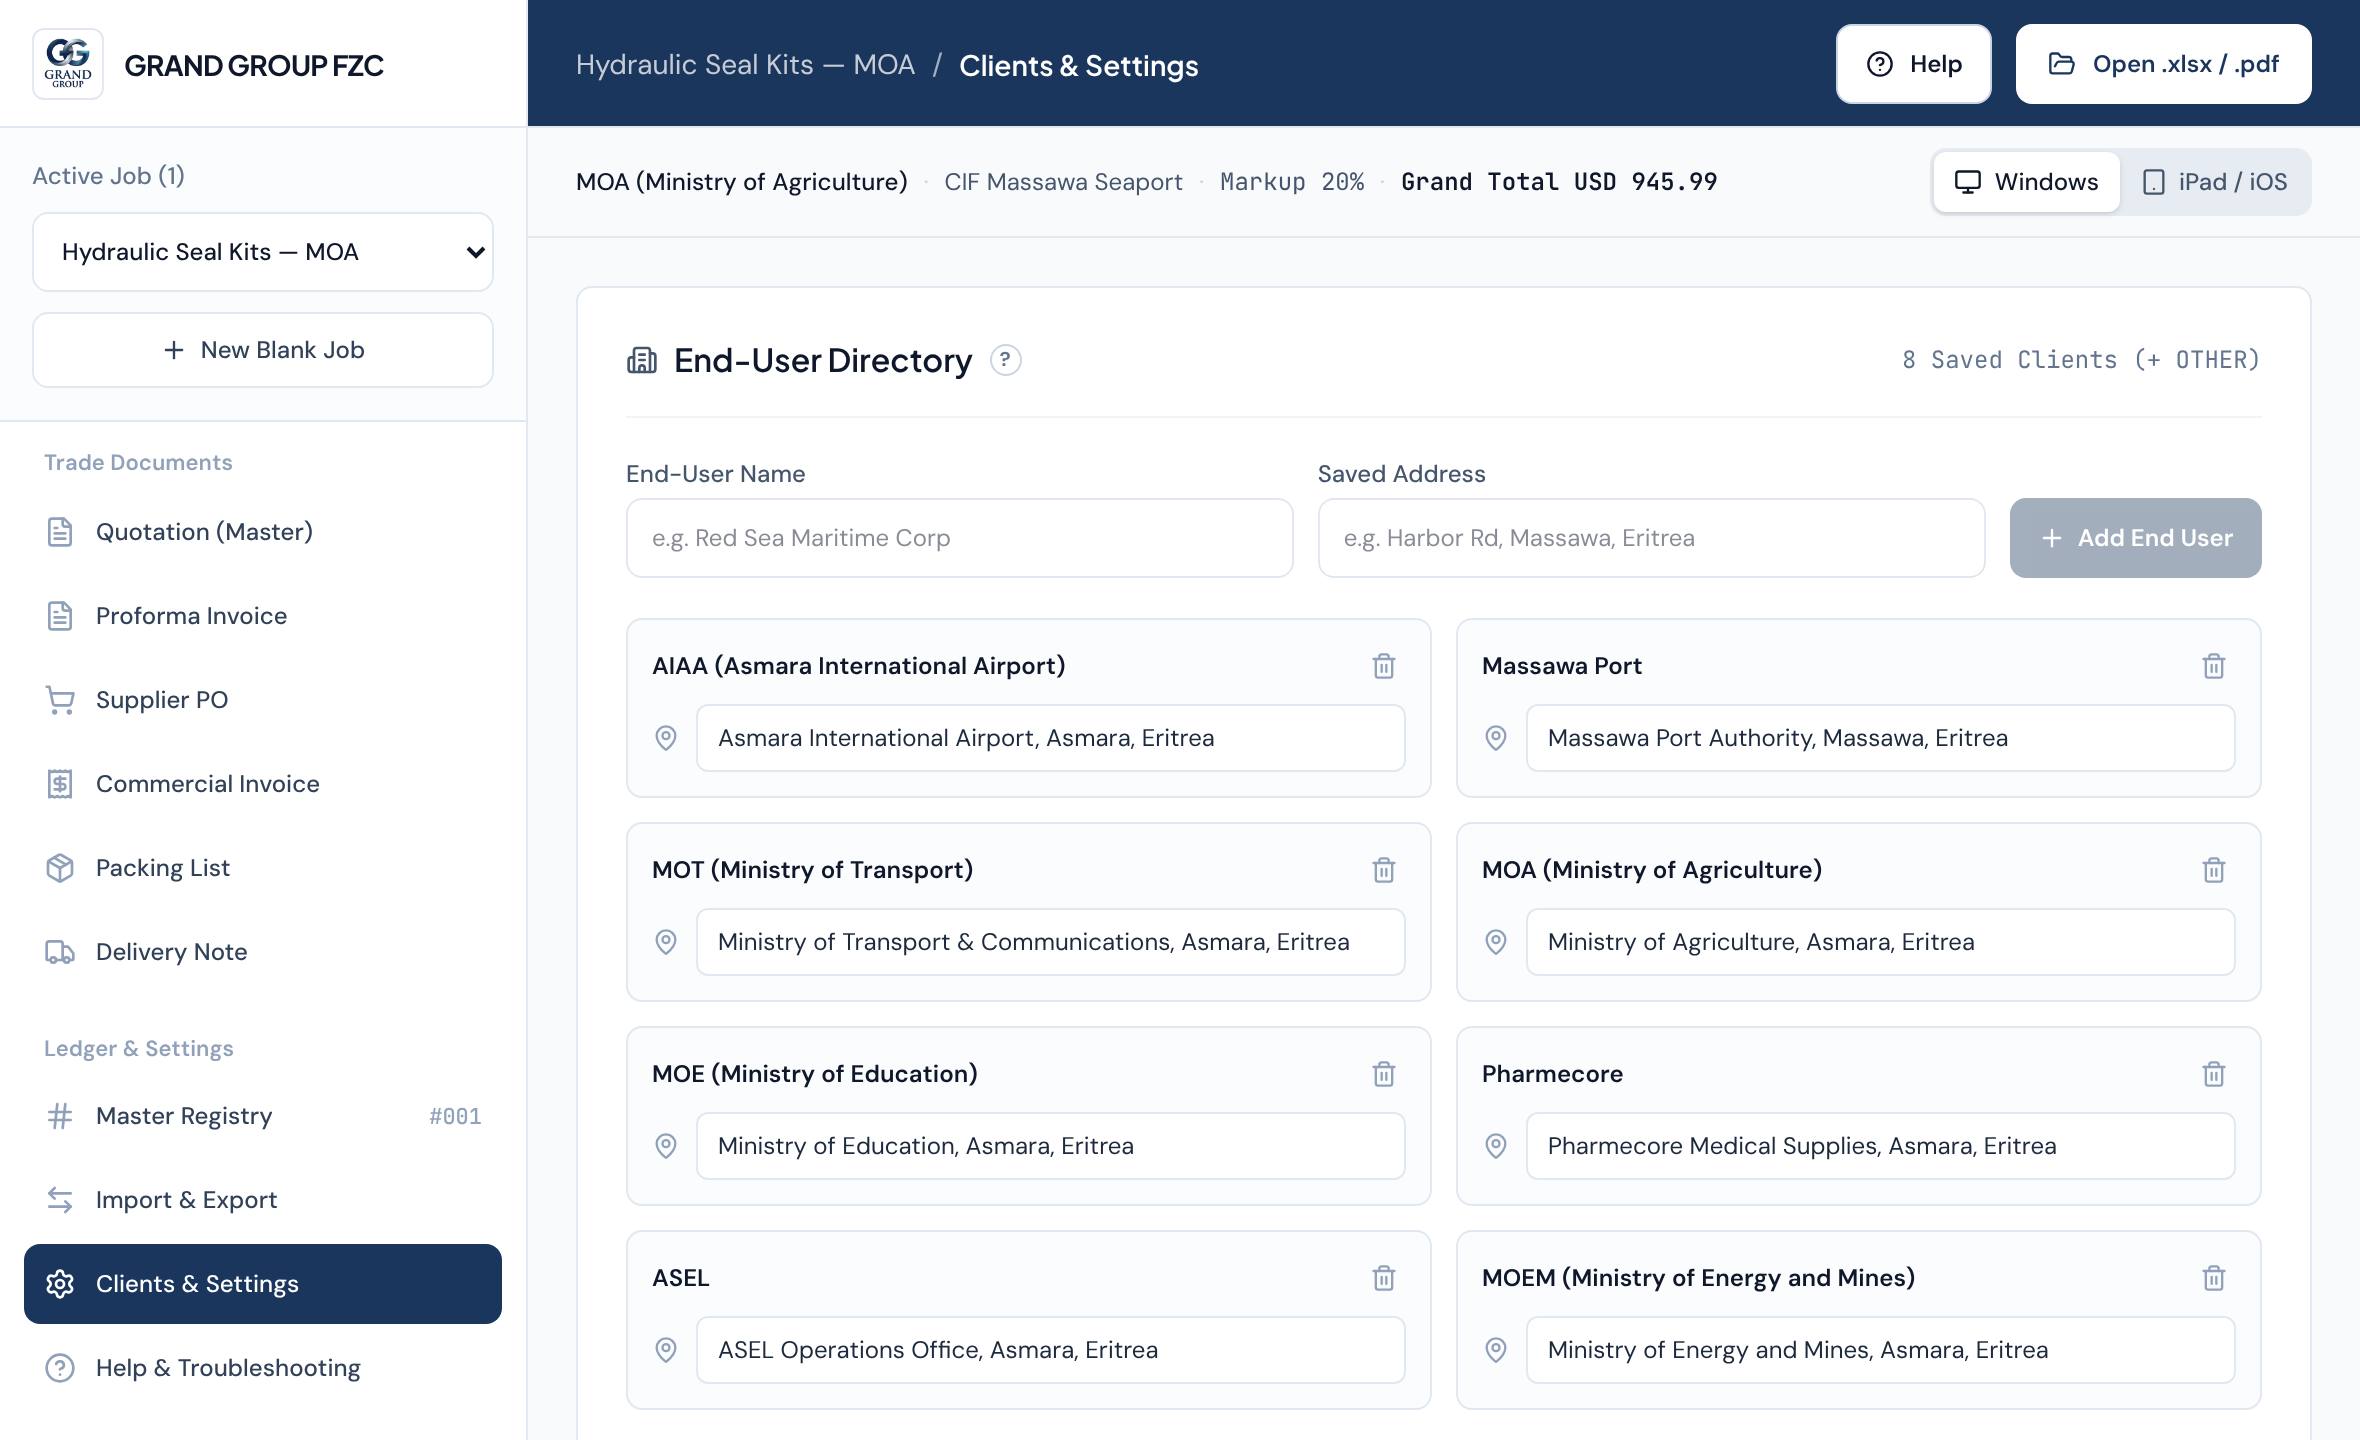 GG
GRAND
GROUP
GRAND GROUP FZC
Hydraulic Seal Kits — MOA / Clients & Settings
Help
Open .xlsx / .pdf
Active Job (1)
Hydraulic Seal Kits — MOA
+ New Blank Job
MOA (Ministry of Agriculture) · CIF Massawa Seaport · Markup 20% · Grand Total USD 945.99
Windows
iPad / iOS
Trade Documents
Quotation (Master)
Proforma Invoice
Supplier PO
Commercial Invoice
Packing List
Delivery Note
Ledger & Settings
Master Registry #001
Import & Export
Clients & Settings
Help & Troubleshooting
End-User Directory ?
8 Saved Clients (+ OTHER)
End-User Name
e.g. Red Sea Maritime Corp
Saved Address
e.g. Harbor Rd, Massawa, Eritrea
+ Add End User
AIAA (Asmara International Airport)
Asmara International Airport, Asmara, Eritrea
Massawa Port
Massawa Port Authority, Massawa, Eritrea
MOT (Ministry of Transport)
Ministry of Transport & Communications, Asmara, Eritrea
MOA (Ministry of Agriculture)
Ministry of Agriculture, Asmara, Eritrea
MOE (Ministry of Education)
Ministry of Education, Asmara, Eritrea
Pharmecore
Pharmecore Medical Supplies, Asmara, Eritrea
ASEL
ASEL Operations Office, Asmara, Eritrea
MOEM (Ministry of Energy and Mines)
Ministry of Energy and Mines, Asmara, Eritrea